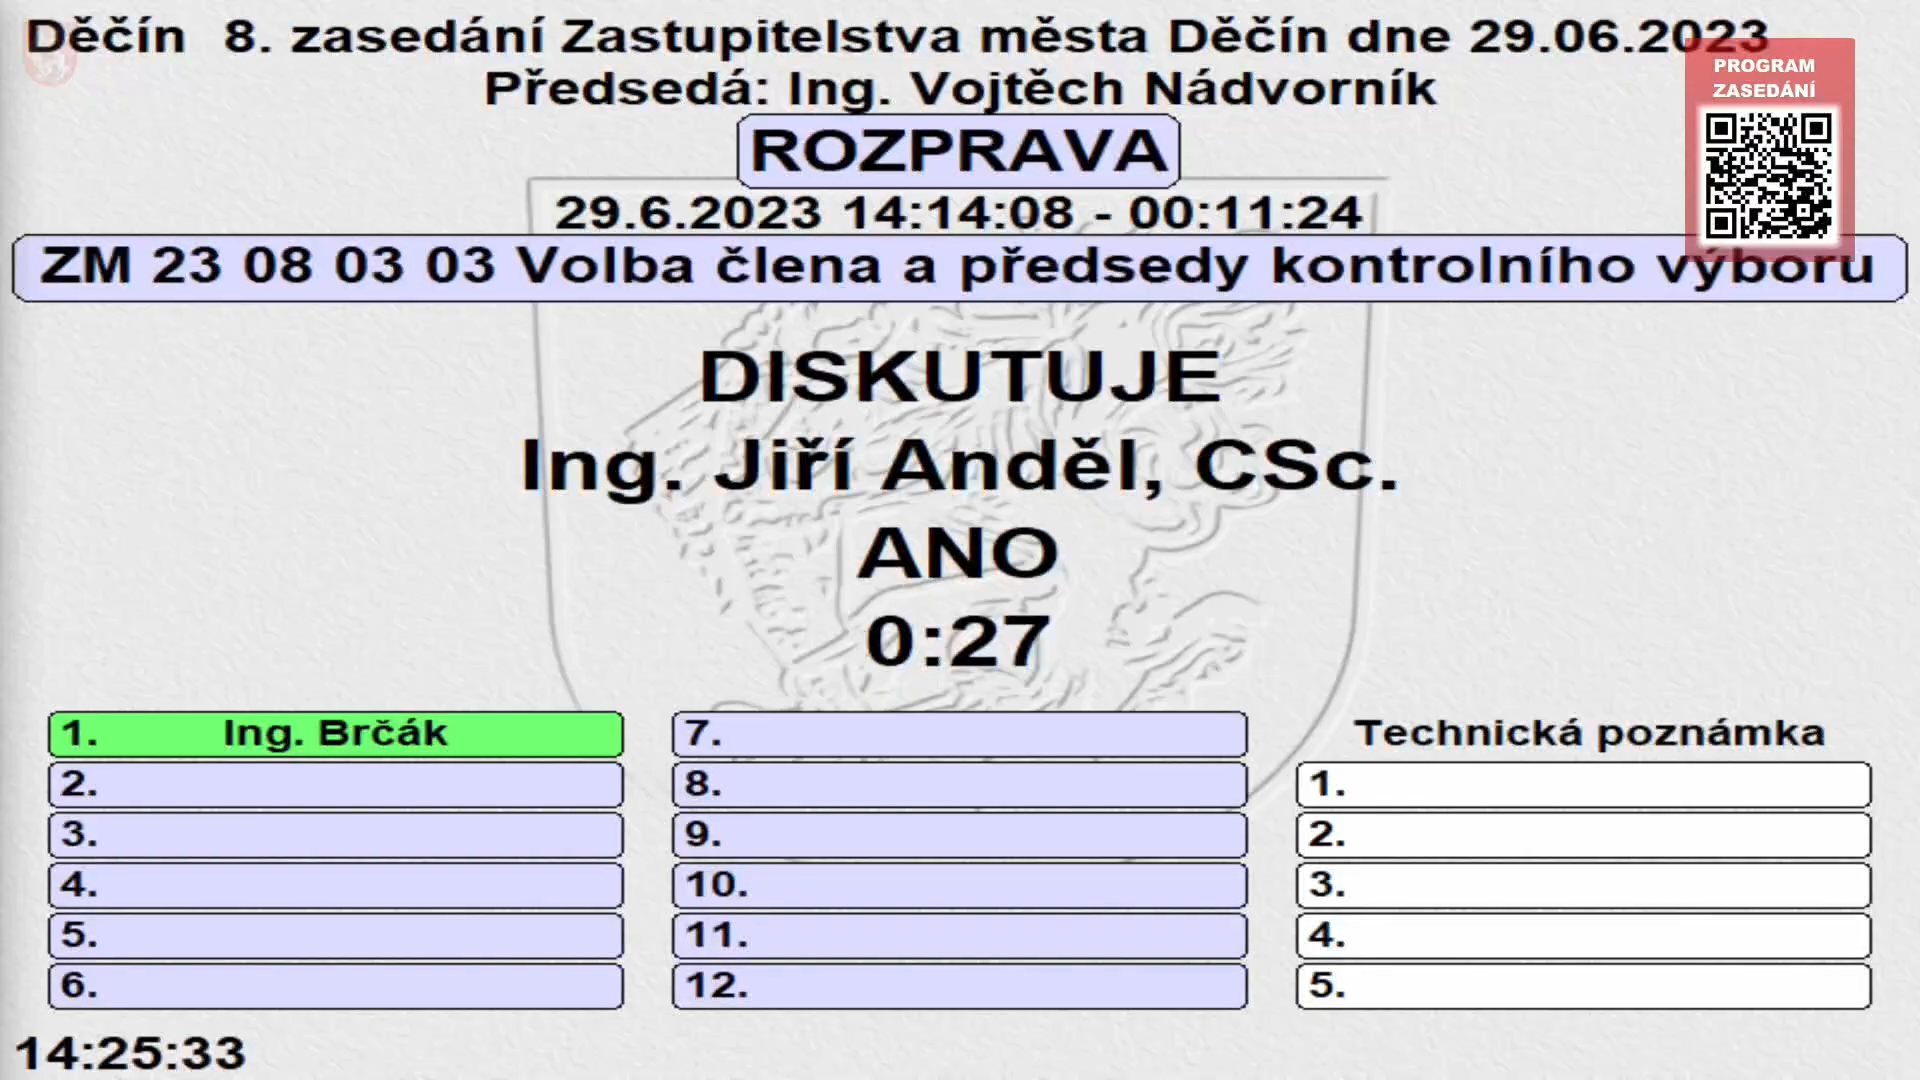 Děčín 8. zasedání Zastupitelstva města Děčín dne 29.06.2023
Předsedá: Ing. Vojtěch Nádvorník
PROGRAM
ZASEDÁNÍ
ROZPRAVA
29.6.2023 14:14:08 - 00:11:24
ZM 23 08 03 03 Volba člena a předsedy kontrolního výboru
DISKUTUJE
Ing. Jiří Anděl, CSc.
ANO
0:27
1. Ing. Brčák
2.
3.
4.
5.
6.
7.
8.
9.
10.
11.
12.
Technická poznámka
1.
2.
3.
4.
5.
14:25:33